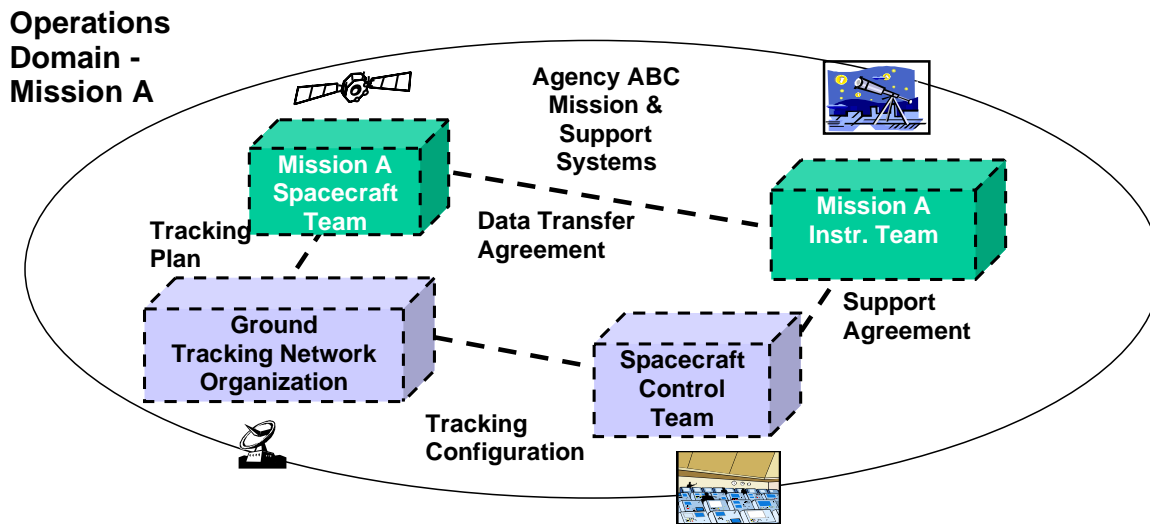 Operations
Domain -
Mission A
Agency ABC
Mission &
Support
Systems
Mission A
Spacecraft
Team
Mission A
Instr. Team
Tracking
Plan
Data Transfer
Agreement
Support
Agreement
Ground
Tracking Network
Organization
Spacecraft
Control
Team
Tracking
Configuration